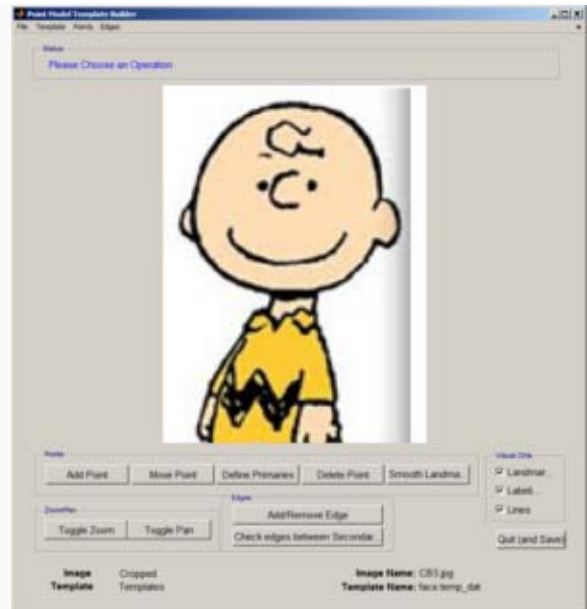 Point Model Template Builder
File Template Points Edges
Status
Please Choose an Operation
Points
Add Point Move Point Define Primaries Delete Point Smooth Landma...
Visual Ctrls
Landmar...
Label...
Lines
Zoom/Pan
Toggle Zoom Toggle Pan
Edges
Add/Remove Edge
Check edges between Secondar...
Quit (and Save)
Image Cropped
Image Name: CB3.jpg
Template Templates
Template Name: face.temp_dat